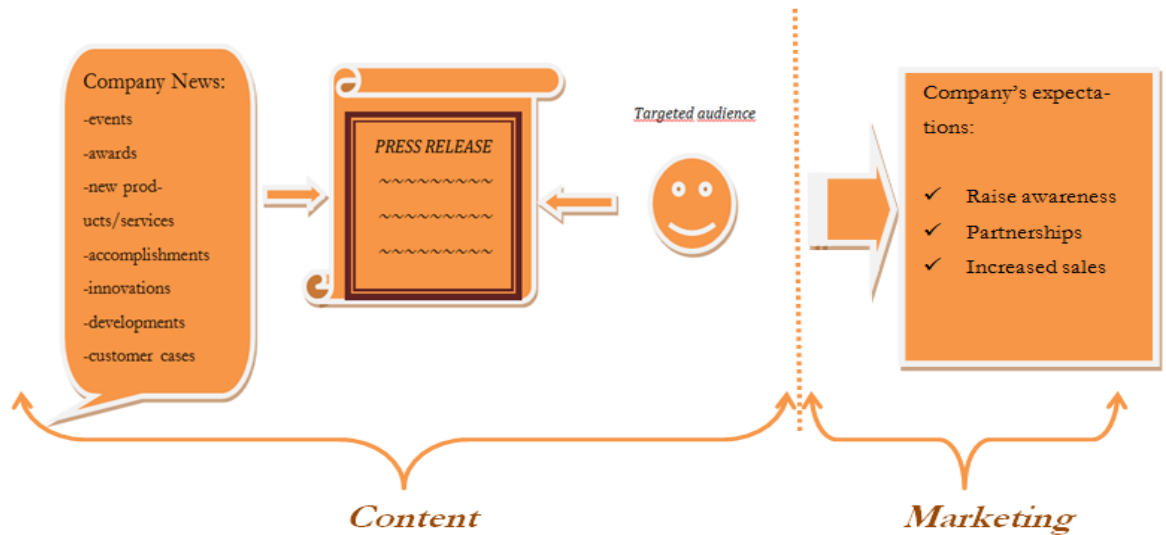 Company News:
-events
-awards
-new prod-
ucts/services
-accomplishments
-innovations
-developments
-customer cases
PRESS RELEASE
~~~~~~~~~
~~~~~~~~~
~~~~~~~~~
Targeted audience
Company's expecta-
tions:
✓ Raise awareness
✓ Partnerships
✓ Increased sales
Content
Marketing